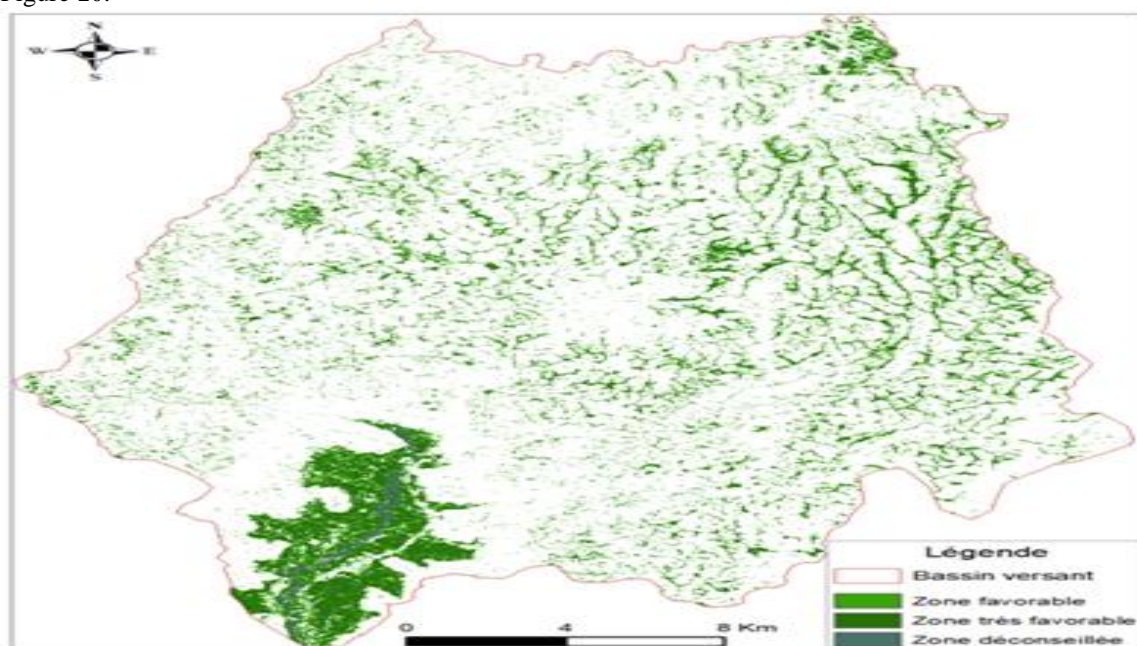 Figure 20.
N
W E
S
Légende
Bassin versant
Zone favorable
Zone très favorable
Zone déconseillée
0 4 8 Km